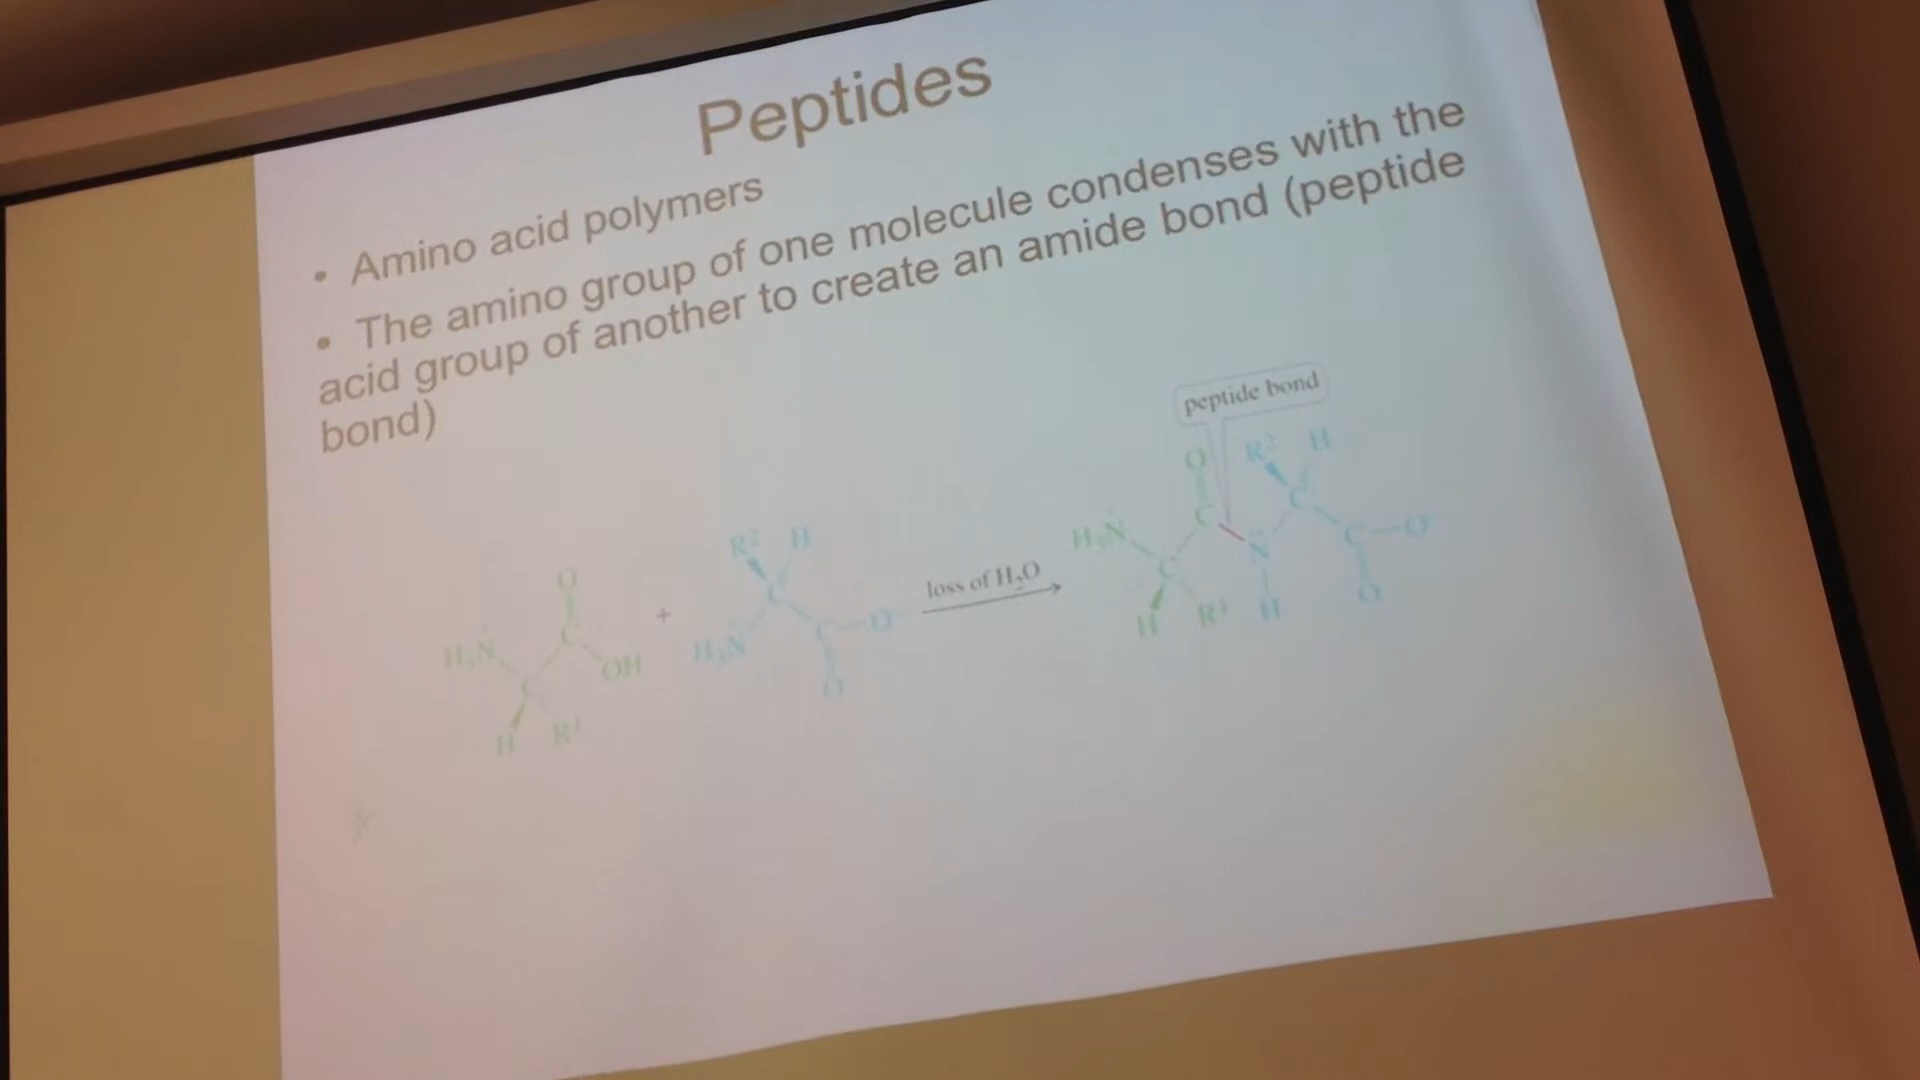 Peptides
• Amino acid polymers
• The amino group of one molecule condenses with the
acid group of another to create an amide bond (peptide
bond)
peptide bond
O R² H
H₃N C C
C N C—O
H R¹ H O
R² H
O C
C + C—O loss of H₂O
H₃N OH H₃N
C O
H R¹